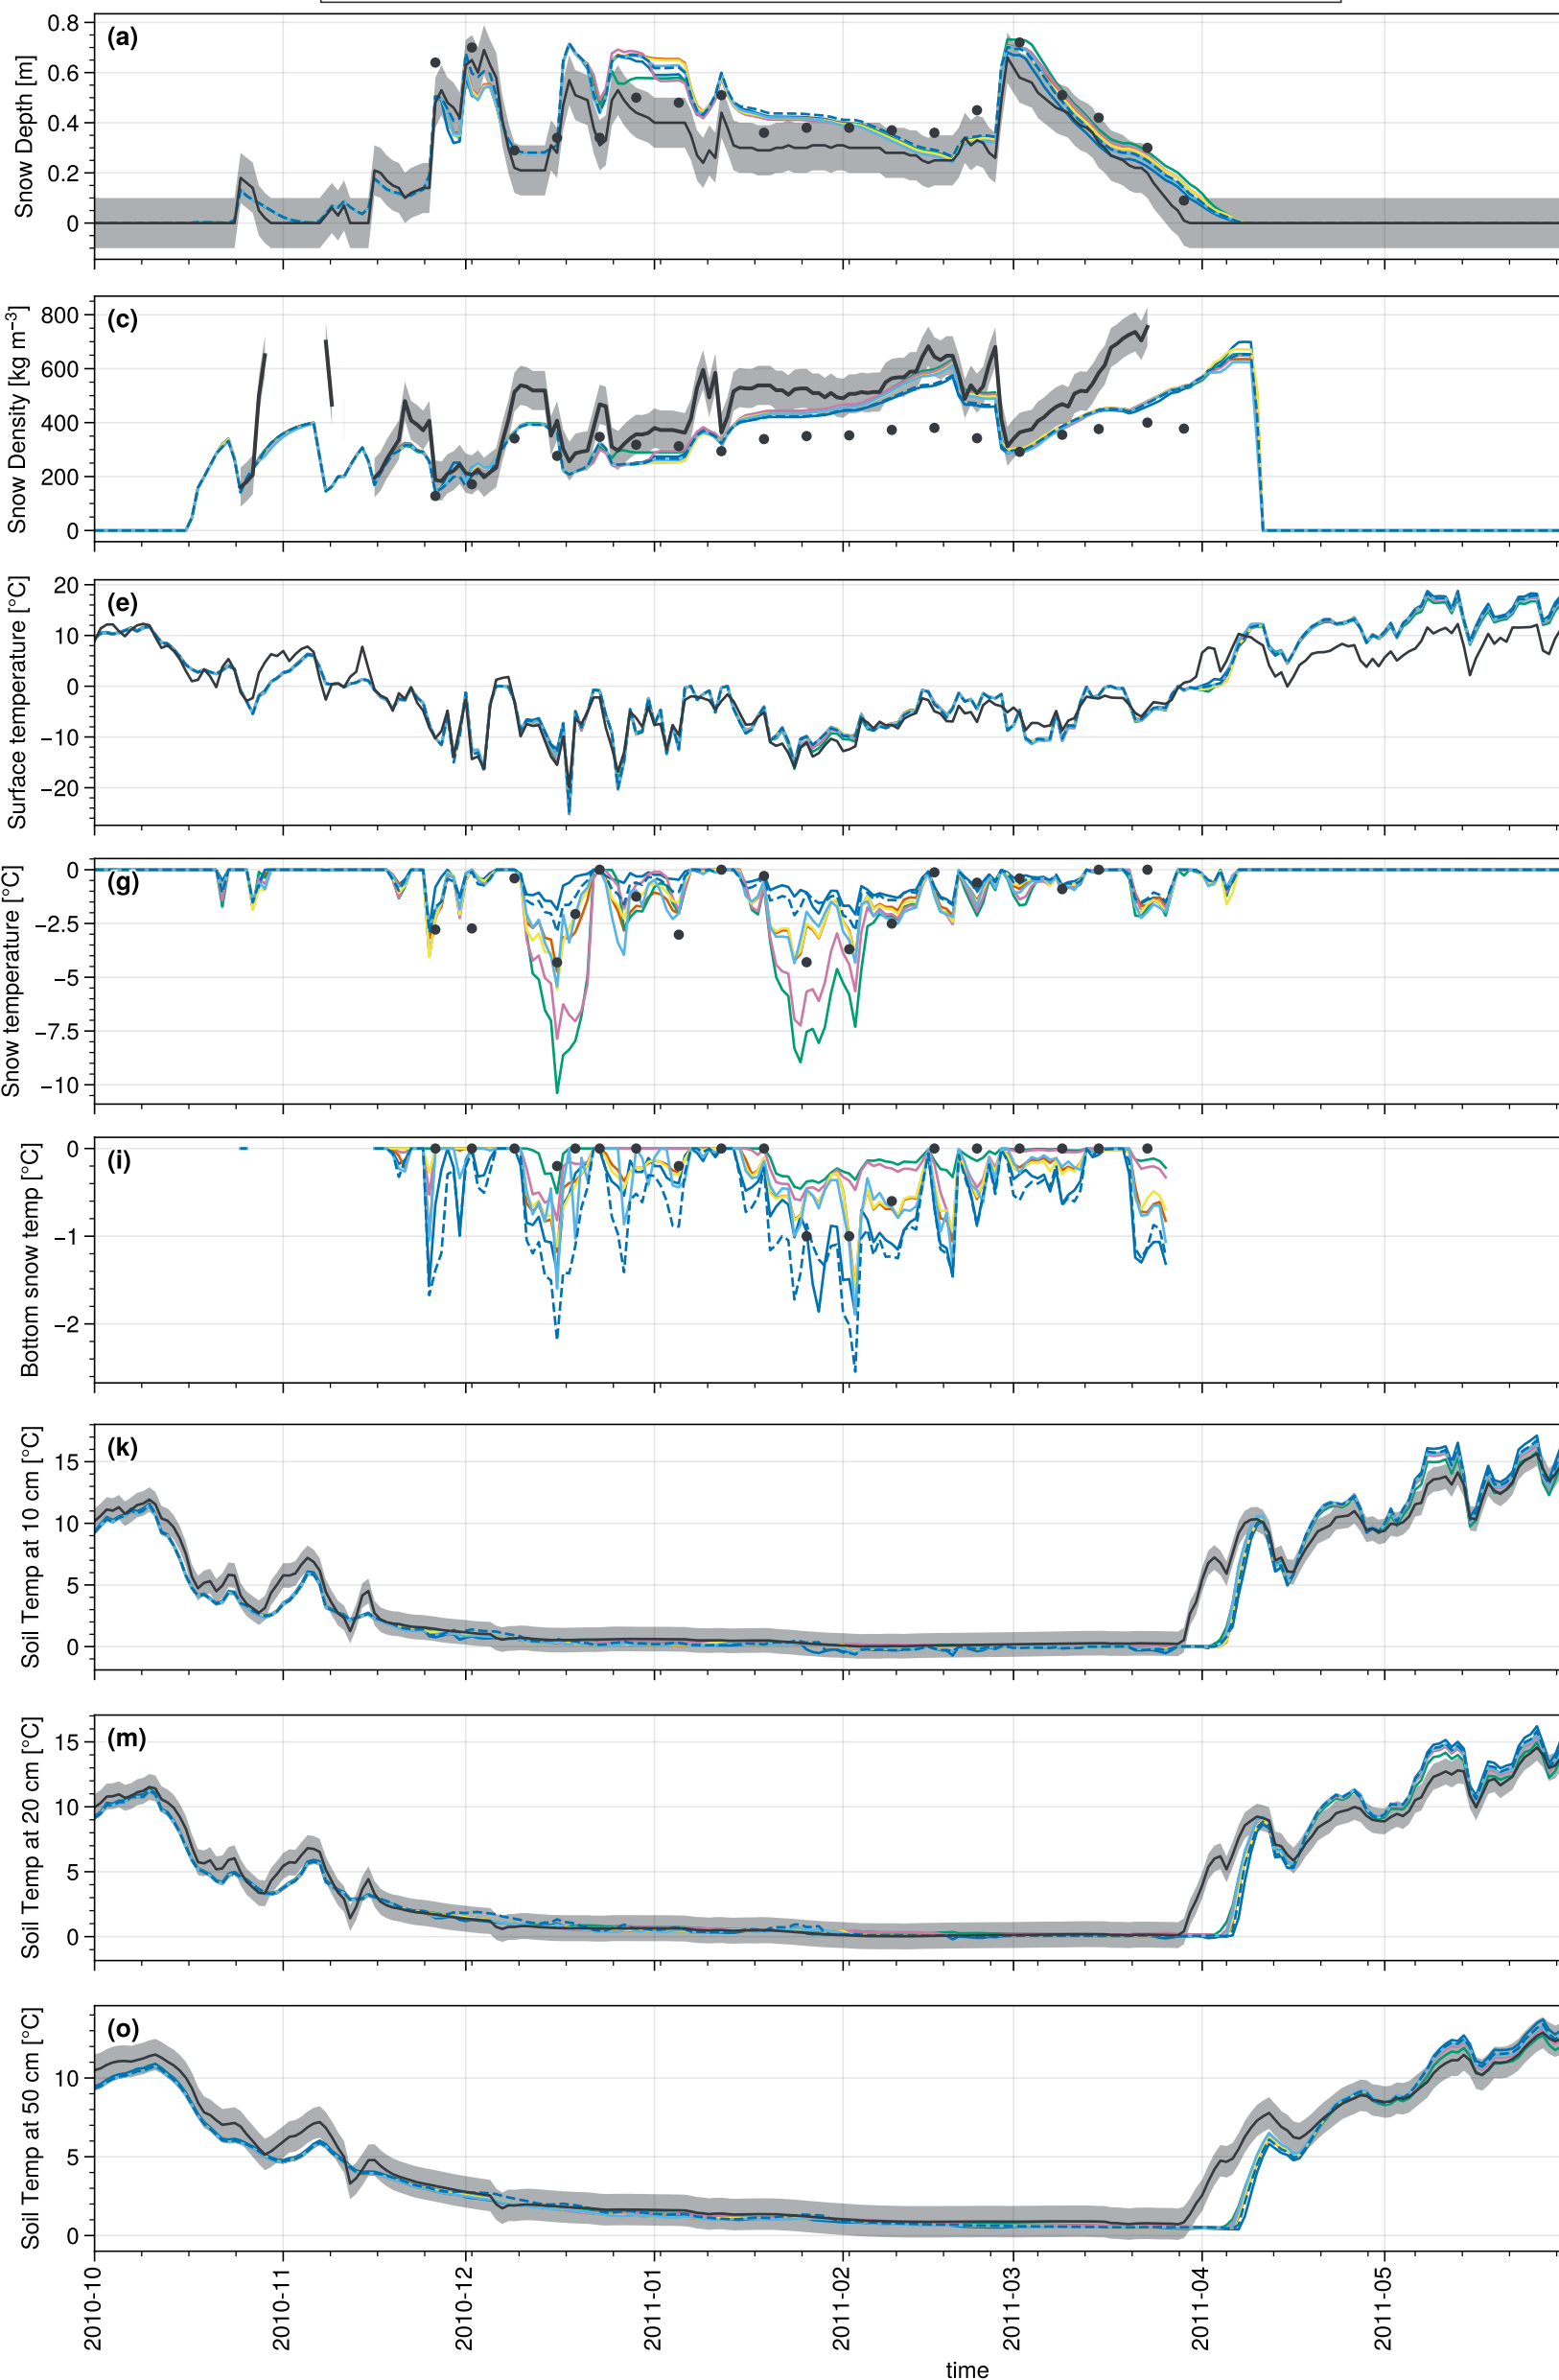 (a)
Snow Depth [m]
0.8
0.6
0.4
0.2
0
(c)
Snow Density [kg m⁻³]
800
600
400
200
0
(e)
Surface temperature [°C]
20
10
0
−10
−20
(g)
Snow temperature [°C]
0
−2.5
−5
−7.5
−10
(i)
Bottom snow temp [°C]
0
−1
−2
(k)
Soil Temp at 10 cm [°C]
15
10
5
0
(m)
Soil Temp at 20 cm [°C]
15
10
5
0
(o)
Soil Temp at 50 cm [°C]
10
5
0
2010-10
2010-11
2010-12
2011-01
2011-02
2011-03
2011-04
2011-05
time